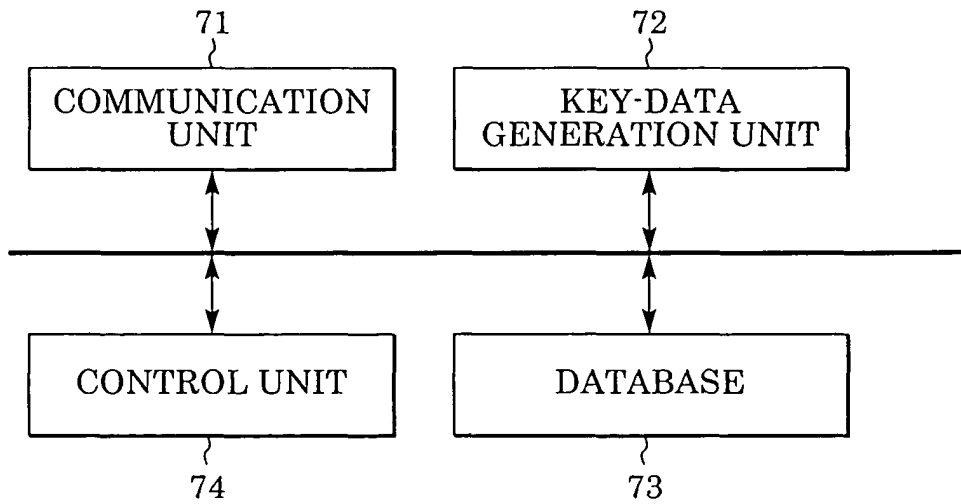 71
72
COMMUNICATION
UNIT
KEY-DATA
GENERATION UNIT
CONTROL UNIT
DATABASE
74
73